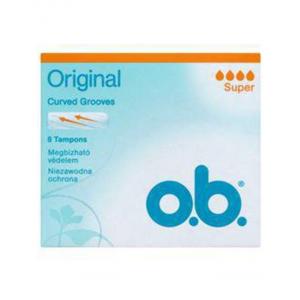 Original
Super
Curved Grooves
8 Tampons
Megbízható
védelem
Niezawodna
ochrona
o.b.®